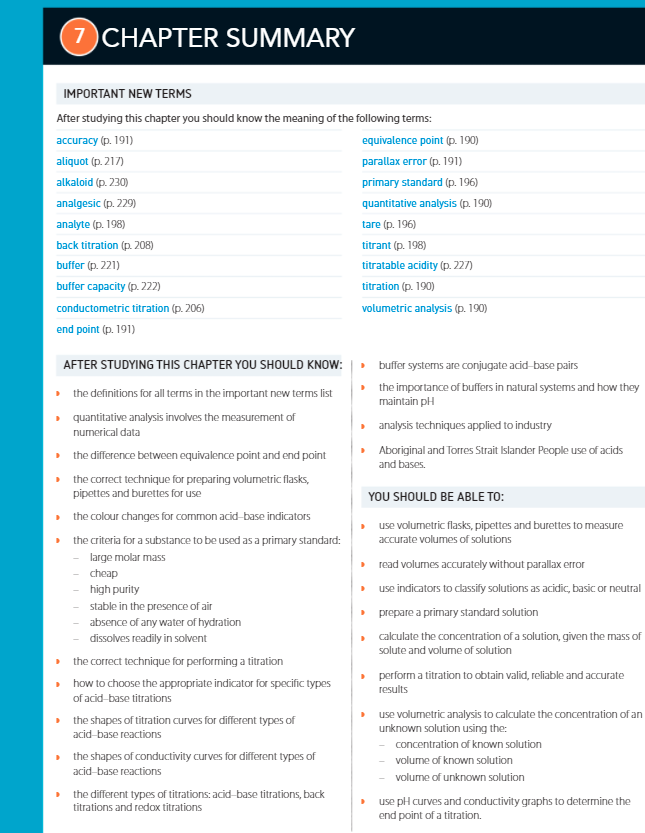 7 CHAPTER SUMMARY
IMPORTANT NEW TERMS
After studying this chapter you should know the meaning of the following terms:
accuracy (p. 191)
aliquot (p. 217)
alkaloid (p. 230)
analgesic (p. 229)
analyte (p. 198)
back titration (p. 208)
buffer (p. 221)
buffer capacity (p. 222)
conductometric titration (p. 206)
end point (p. 191)
equivalence point (p. 190)
parallax error (p. 191)
primary standard (p. 196)
quantitative analysis (p. 190)
tare (p. 196)
titrant (p. 198)
titratable acidity (p. 227)
titration (p. 190)
volumetric analysis (p. 190)
AFTER STUDYING THIS CHAPTER YOU SHOULD KNOW:
the definitions for all terms in the important new terms list
quantitative analysis involves the measurement of
numerical data
the difference between equivalence point and end point
the correct technique for preparing volumetric flasks,
pipettes and burettes for use
the colour changes for common acid–base indicators
the criteria for a substance to be used as a primary standard:
– large molar mass
– cheap
– high purity
– stable in the presence of air
– absence of any water of hydration
– dissolves readily in solvent
the correct technique for performing a titration
how to choose the appropriate indicator for specific types
of acid–base titrations
the shapes of titration curves for different types of
acid–base reactions
the shapes of conductivity curves for different types of
acid–base reactions
the different types of titrations: acid–base titrations, back
titrations and redox titrations
buffer systems are conjugate acid–base pairs
the importance of buffers in natural systems and how they
maintain pH
analysis techniques applied to industry
Aboriginal and Torres Strait Islander People use of acids
and bases.
YOU SHOULD BE ABLE TO:
use volumetric flasks, pipettes and burettes to measure
accurate volumes of solutions
read volumes accurately without parallax error
use indicators to classify solutions as acidic, basic or neutral
prepare a primary standard solution
calculate the concentration of a solution, given the mass of
solute and volume of solution
perform a titration to obtain valid, reliable and accurate
results
use volumetric analysis to calculate the concentration of an
unknown solution using the:
– concentration of known solution
– volume of known solution
– volume of unknown solution
use pH curves and conductivity graphs to determine the
end point of a titration.